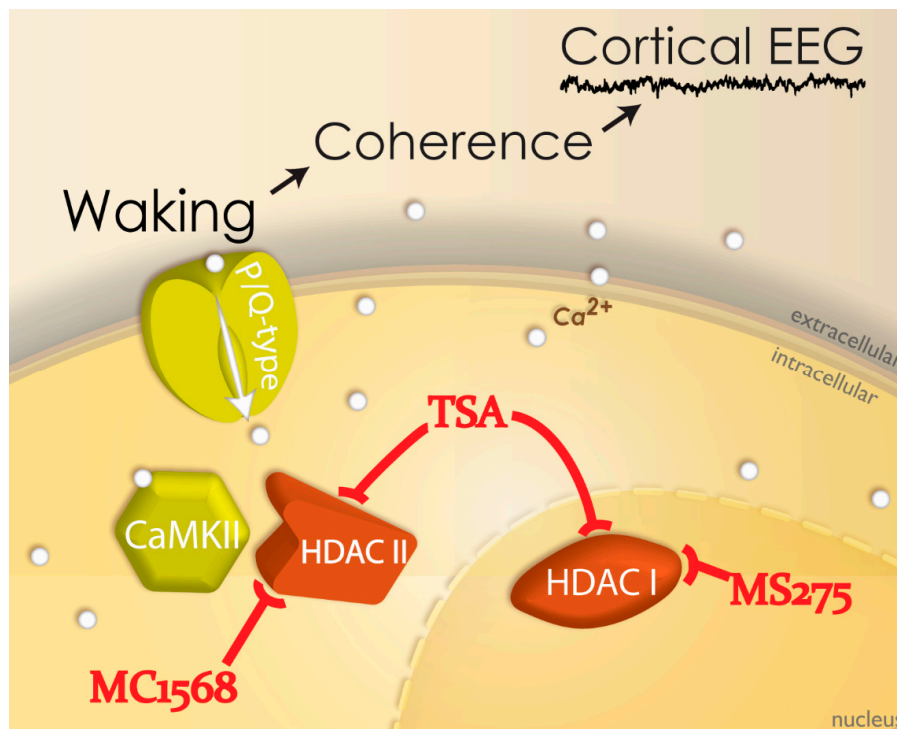 Cortical EEG
Coherence
Waking
P/Q-type
Ca2+
extracellular
intracellular
TSA
CaMKII
HDAC II
HDAC I
MS275
MC1568
nucleus